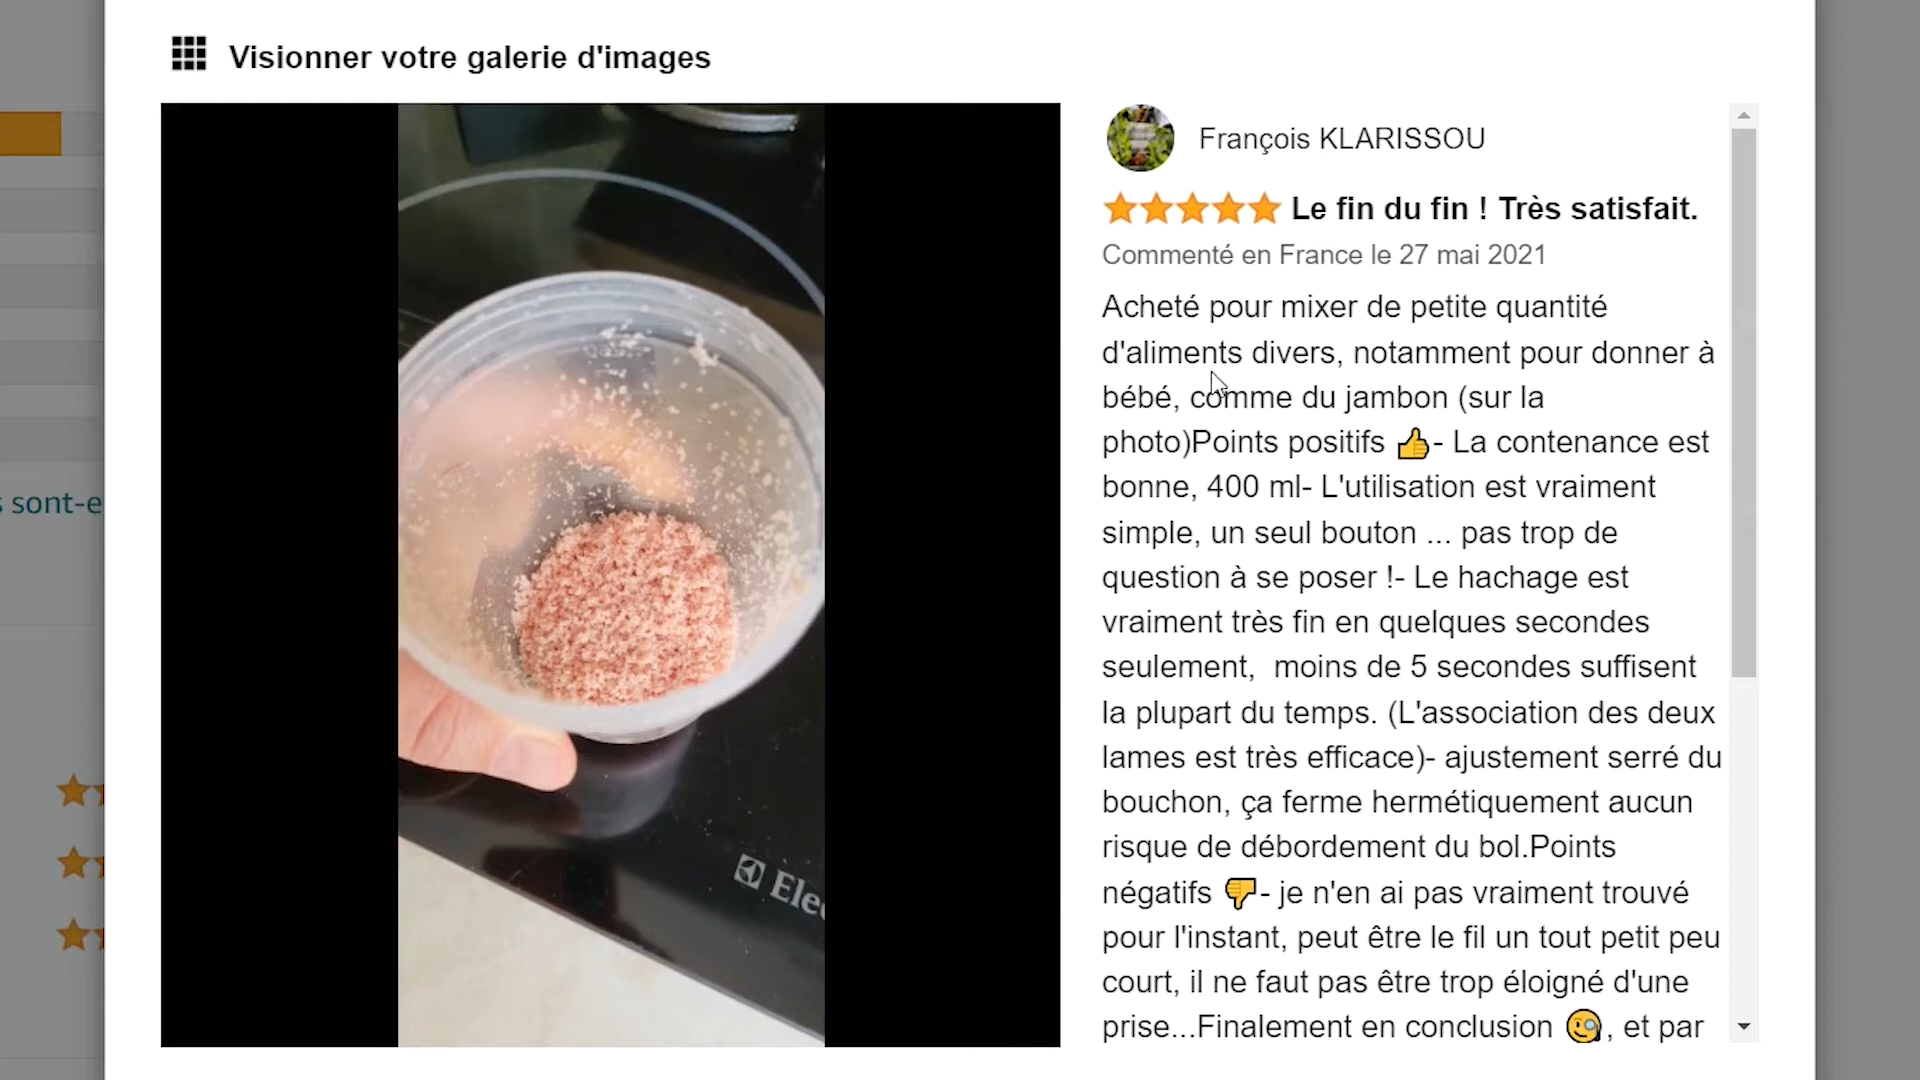 Visionner votre galerie d'images
François KLARISSOU
Le fin du fin ! Très satisfait.
Commenté en France le 27 mai 2021
Acheté pour mixer de petite quantité
d'aliments divers, notamment pour donner à
bébé, comme du jambon (sur la
photo)Points positifs 👍- La contenance est
bonne, 400 ml- L'utilisation est vraiment
simple, un seul bouton ... pas trop de
question à se poser !- Le hachage est
vraiment très fin en quelques secondes
seulement,  moins de 5 secondes suffisent
la plupart du temps. (L'association des deux
lames est très efficace)- ajustement serré du
bouchon, ça ferme hermétiquement aucun
risque de débordement du bol.Points
négatifs 👎- je n'en ai pas vraiment trouvé
pour l'instant, peut être le fil un tout petit peu
court, il ne faut pas être trop éloigné d'une
prise...Finalement en conclusion 🧐, et par
s sont-e
Elec